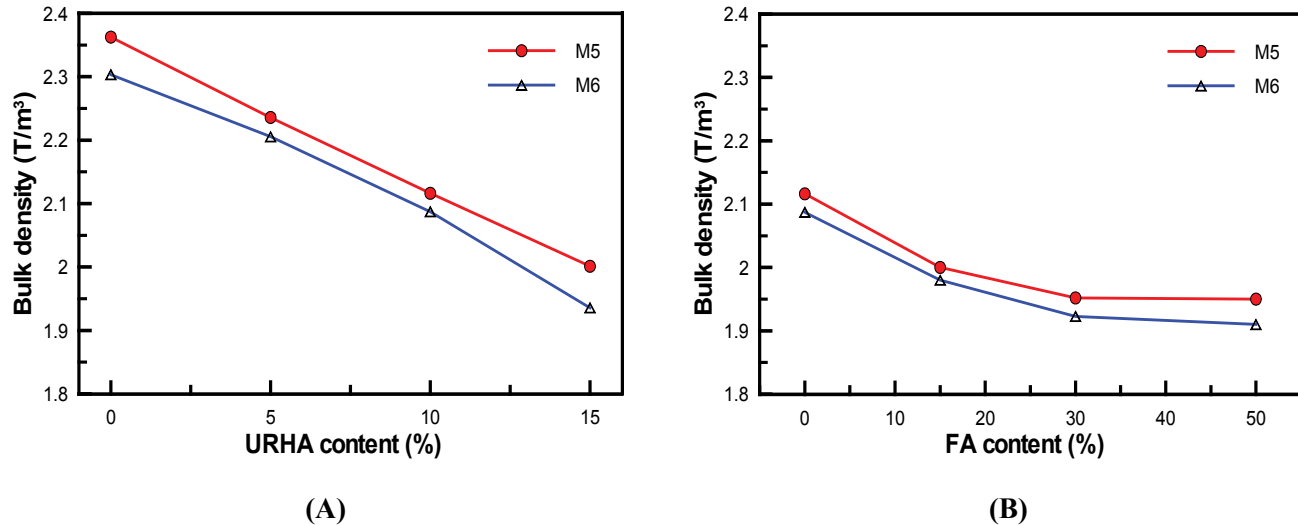 2.4
2.3
2.2
2.1
2
1.9
1.8
Bulk density (T/m³)
M5
M6
0 5 10 15
URHA content (%)
(A)
2.4
2.3
2.2
2.1
2
1.9
1.8
Bulk density (T/m³)
M5
M6
0 10 20 30 40 50
FA content (%)
(B)